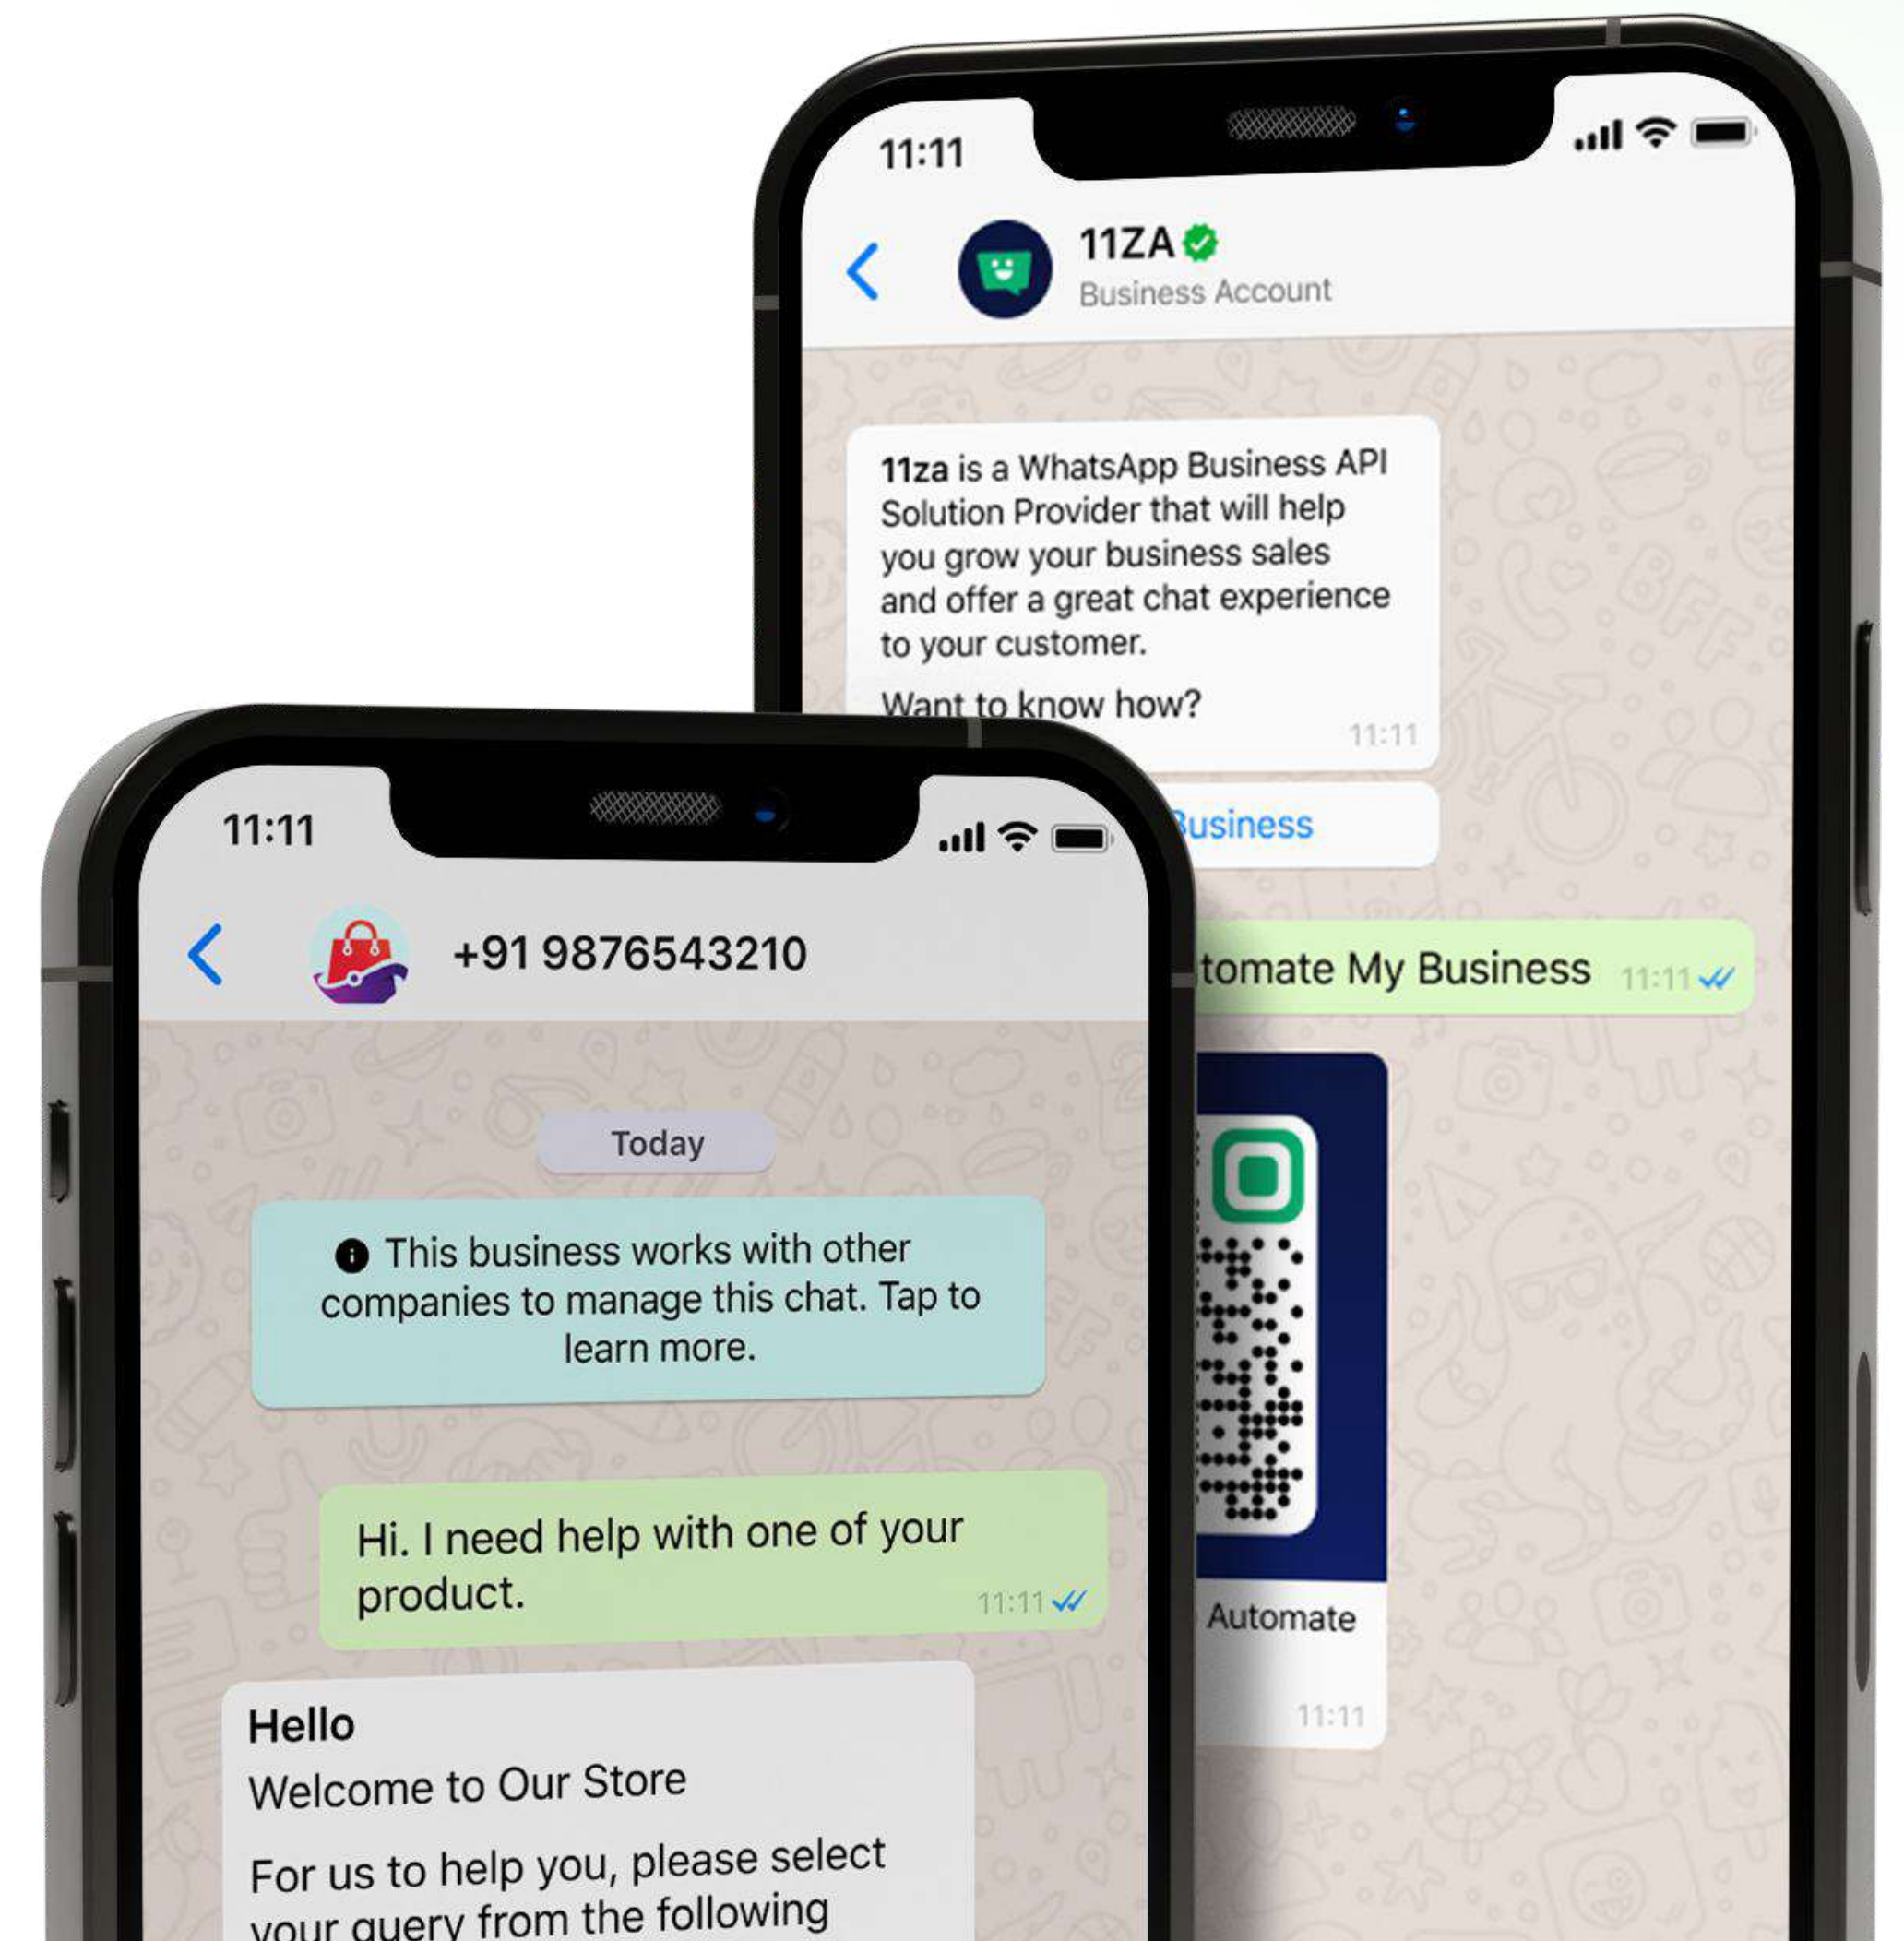 11:11
11ZA
Business Account
11za is a WhatsApp Business API
Solution Provider that will help
you grow your business sales
and offer a great chat experience
to your customer.
Want to know how?
11:11
Business
tomate My Business 11:11
Automate
11:11
11:11
+91 9876543210
Today
This business works with other
companies to manage this chat. Tap to
learn more.
Hi. I need help with one of your
product.
11:11
Hello
Welcome to Our Store
For us to help you, please select
your query from the following